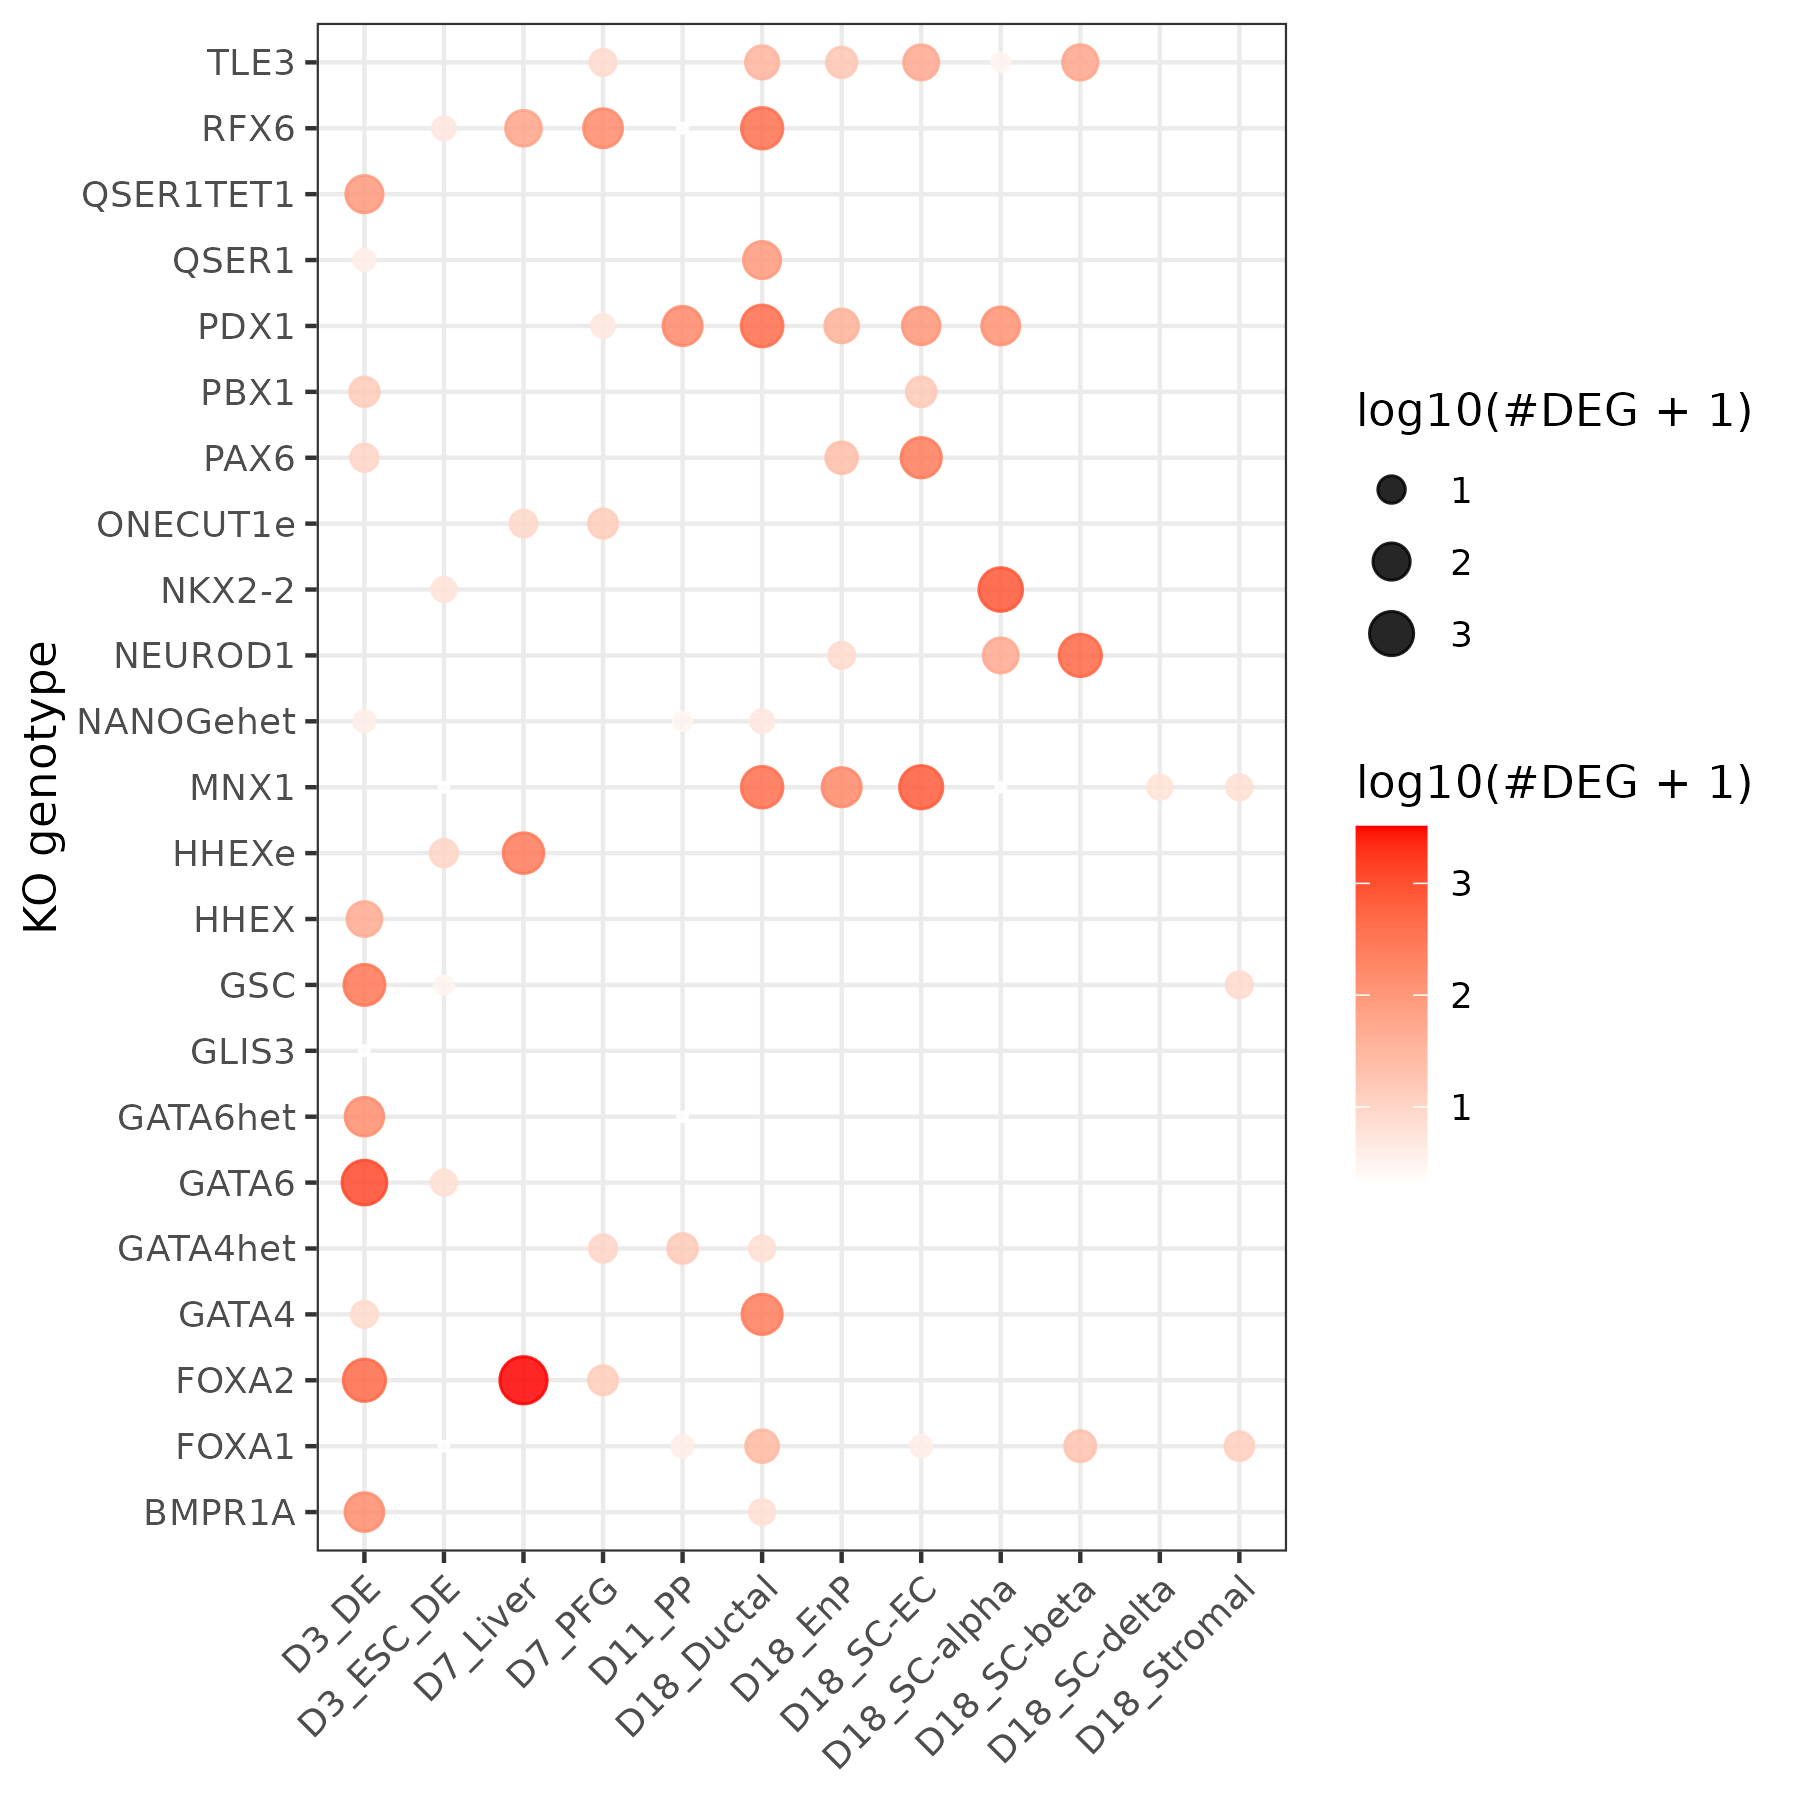 KO genotype
TLE3
RFX6
QSER1TET1
QSER1
PDX1
PBX1
PAX6
ONECUT1e
NKX2-2
NEUROD1
NANOGehet
MNX1
HHEXe
HHEX
GSC
GLIS3
GATA6het
GATA6
GATA4het
GATA4
FOXA2
FOXA1
BMPR1A
D3_DE
D3_ESC_DE
D7_Liver
D7_PFG
D11_PP
D18_Ductal
D18_EnP
D18_SC-EC
D18_SC-alpha
D18_SC-beta
D18_SC-delta
D18_Stromal
log10(#DEG + 1)
1
2
3
log10(#DEG + 1)
3
2
1